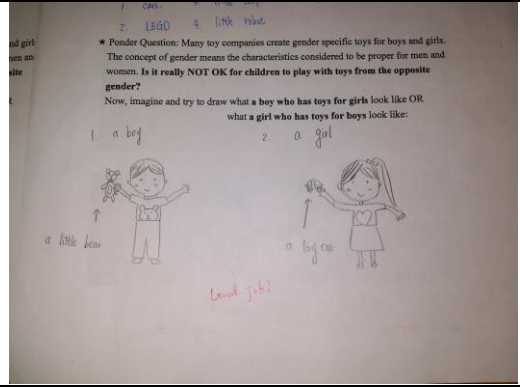 1. cars
2. LEGO 4. little robot
nd girl
★ Ponder Question: Many toy companies create gender specific toys for boys and girls.
men an
The concept of gender means the characteristics considered to be proper for men and
site
women. Is it really NOT OK for children to play with toys from the opposite
gender?
Now, imagine and try to draw what a boy who has toys for girls look like OR
what a girl who has toys for boys look like:
1. a boy 2. a girl
a little bear a toy car
Good job!